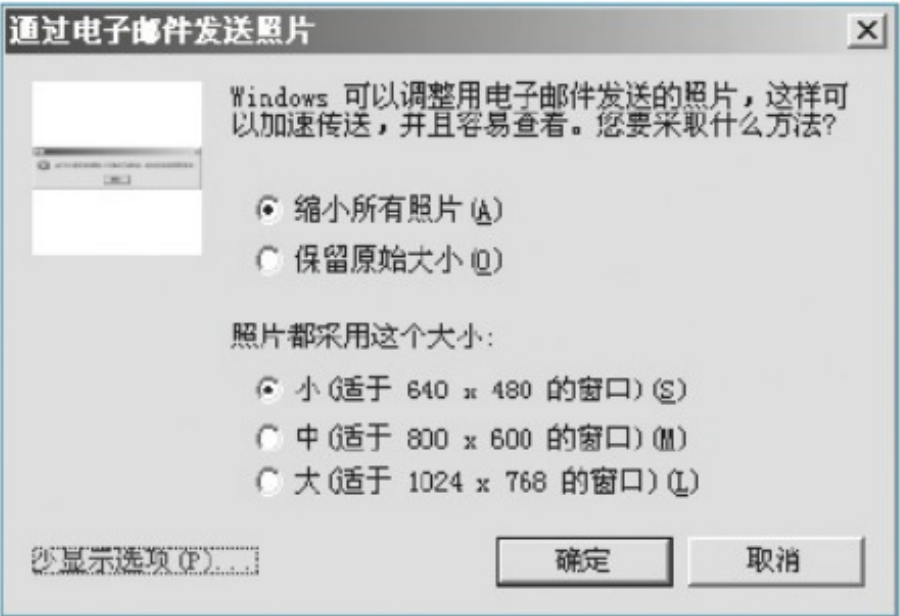 通过电子邮件发送照片
Windows 可以调整用电子邮件发送的照片，这样可
以加速传送，并且容易查看。您要采取什么方法?
缩小所有照片(A)
保留原始大小(O)
照片都采用这个大小:
小(适于 640 x 480 的窗口)(S)
中(适于 800 x 600 的窗口)(M)
大(适于 1024 x 768 的窗口)(L)
少显示选项(P)...
确定
取消